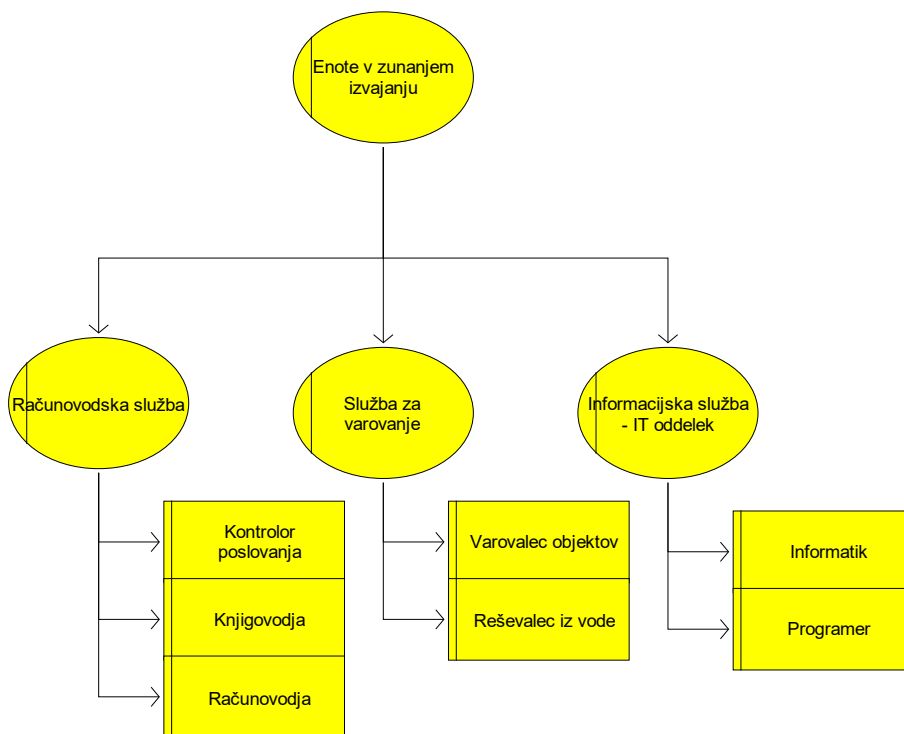 Enote v zunanjem
izvajanju
Računovodska služba
Služba za
varovanje
Informacijska služba
- IT oddelek
Kontrolor
poslovanja
Knjigovodja
Računovodja
Varovalec objektov
Reševalec iz vode
Informatik
Programer